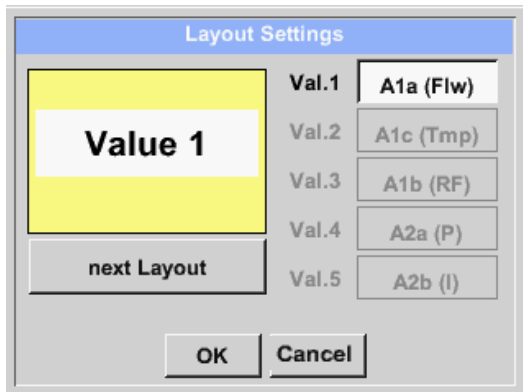 Layout Settings
Value 1
next Layout
Val.1 A1a (Flw)
Val.2 A1c (Tmp)
Val.3 A1b (RF)
Val.4 A2a (P)
Val.5 A2b (I)
OK Cancel